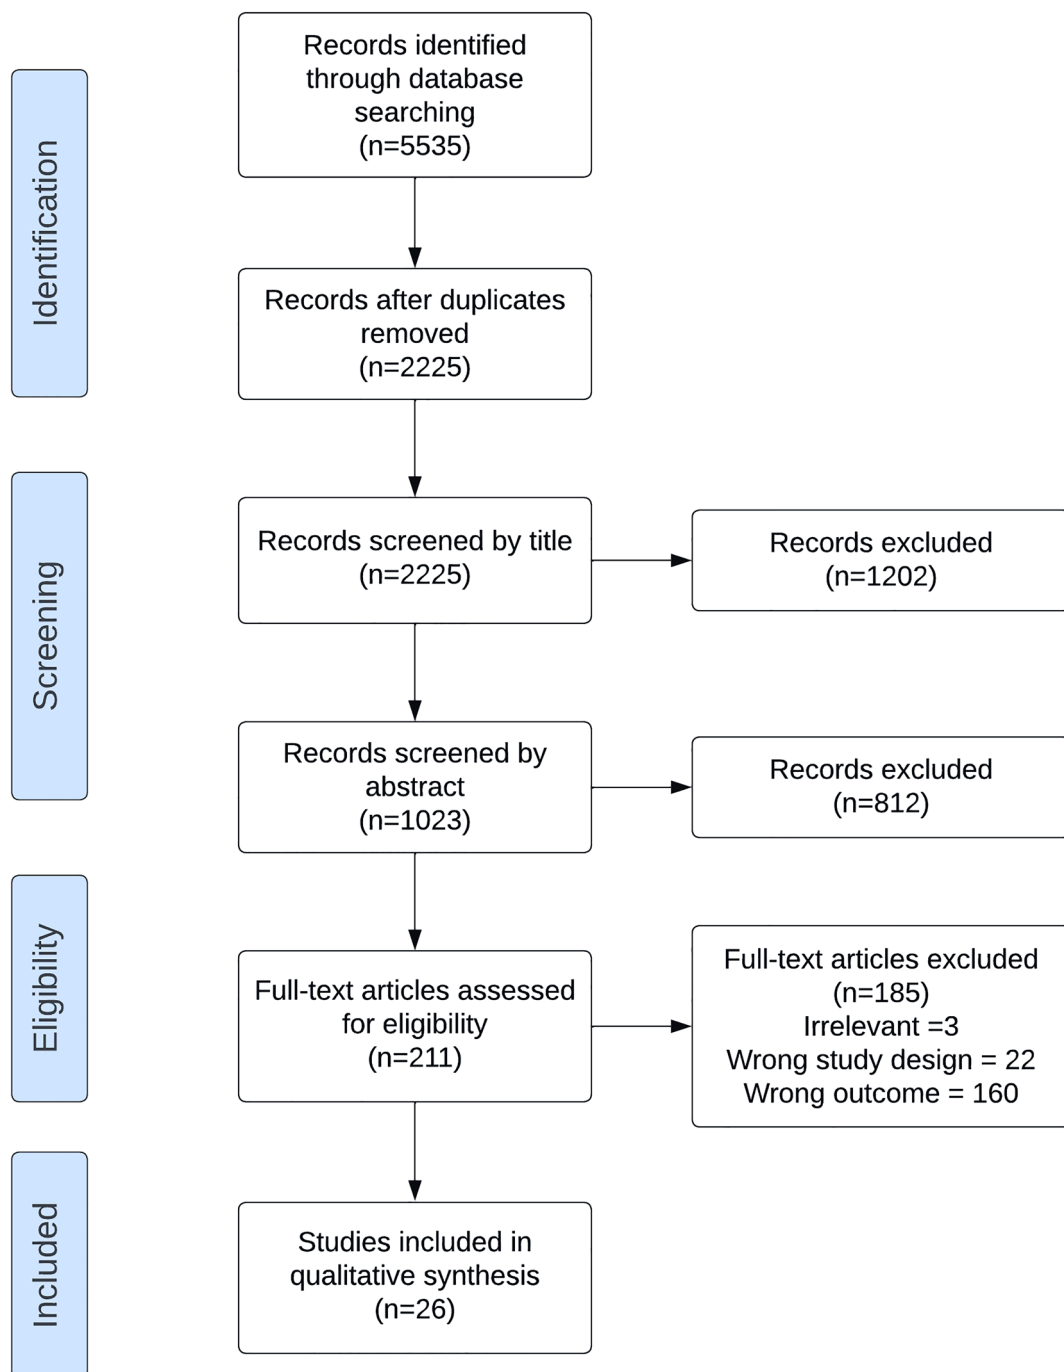 Identification
Records identified
through database
searching
(n=5535)
Records after duplicates
removed
(n=2225)
Screening
Records screened by title
(n=2225)
Records excluded
(n=1202)
Records screened by
abstract
(n=1023)
Records excluded
(n=812)
Eligibility
Full-text articles assessed
for eligibility
(n=211)
Full-text articles excluded
(n=185)
Irrelevant =3
Wrong study design = 22
Wrong outcome = 160
Included
Studies included in
qualitative synthesis
(n=26)